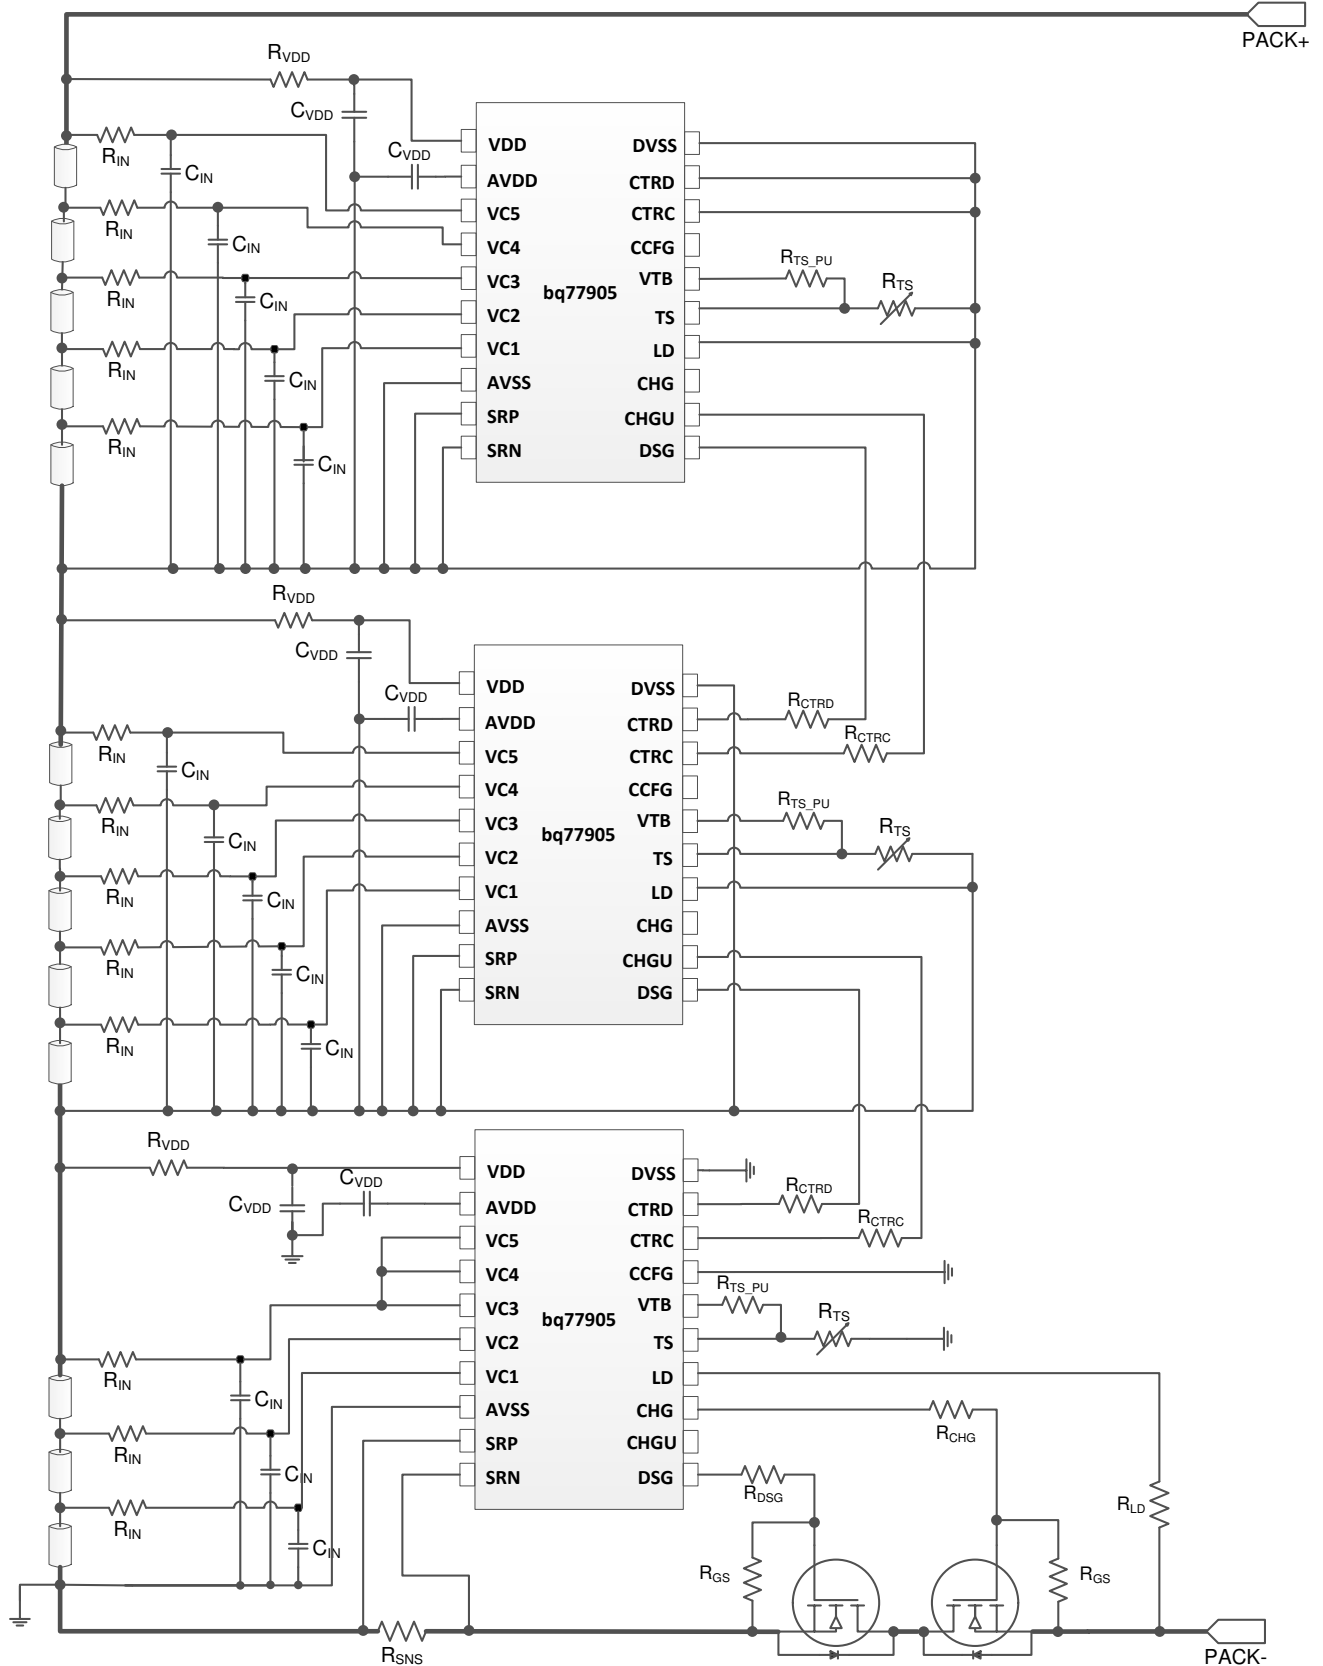 PACK+
RVDD
CVDD
CVDD
RIN
CIN
RIN
CIN
RIN
CIN
RIN
CIN
RIN
CIN
VDD
AVDD
VC5
VC4
VC3
VC2
VC1
AVSS
SRP
SRN
bq77905
DVSS
CTRD
CTRC
CCFG
VTB
TS
LD
CHG
CHGU
DSG
RTS_PU
RTS
RVDD
CVDD
CVDD
RIN
CIN
RIN
CIN
RIN
CIN
RIN
CIN
RIN
CIN
VDD
AVDD
VC5
VC4
VC3
VC2
VC1
AVSS
SRP
SRN
bq77905
DVSS
CTRD
CTRC
CCFG
VTB
TS
LD
CHG
CHGU
DSG
RCTRD
RCTRC
RTS_PU
RTS
RVDD
CVDD
CVDD
RIN
CIN
RIN
CIN
RIN
CIN
VDD
AVDD
VC5
VC4
VC3
VC2
VC1
AVSS
SRP
SRN
bq77905
DVSS
CTRD
CTRC
CCFG
VTB
TS
LD
CHG
CHGU
DSG
RCTRD
RCTRC
RTS_PU
RTS
RCHG
RDSG
RLD
RGS
RGS
RSNS
PACK-